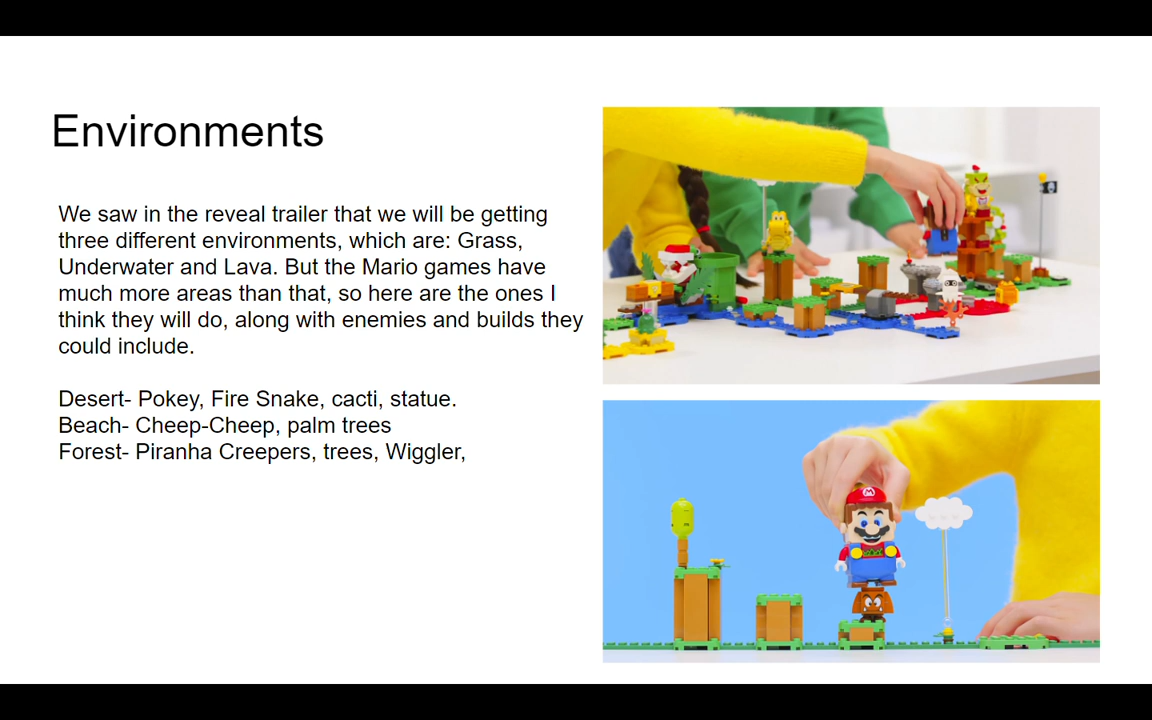 Environments
We saw in the reveal trailer that we will be getting
three different environments, which are: Grass,
Underwater and Lava. But the Mario games have
much more areas than that, so here are the ones I
think they will do, along with enemies and builds they
could include.
Desert- Pokey, Fire Snake, cacti, statue.
Beach- Cheep-Cheep, palm trees
Forest- Piranha Creepers, trees, Wiggler,
M